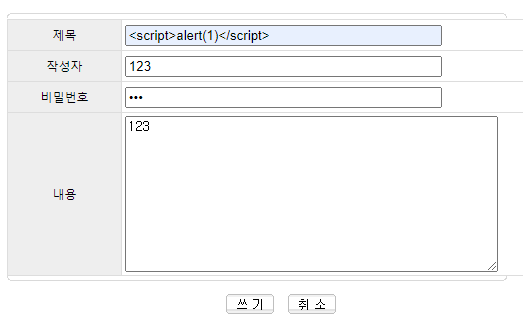 제목 <script>alert(1)</script>
작성자 123
비밀번호 •••
내용 123
쓰 기 취 소